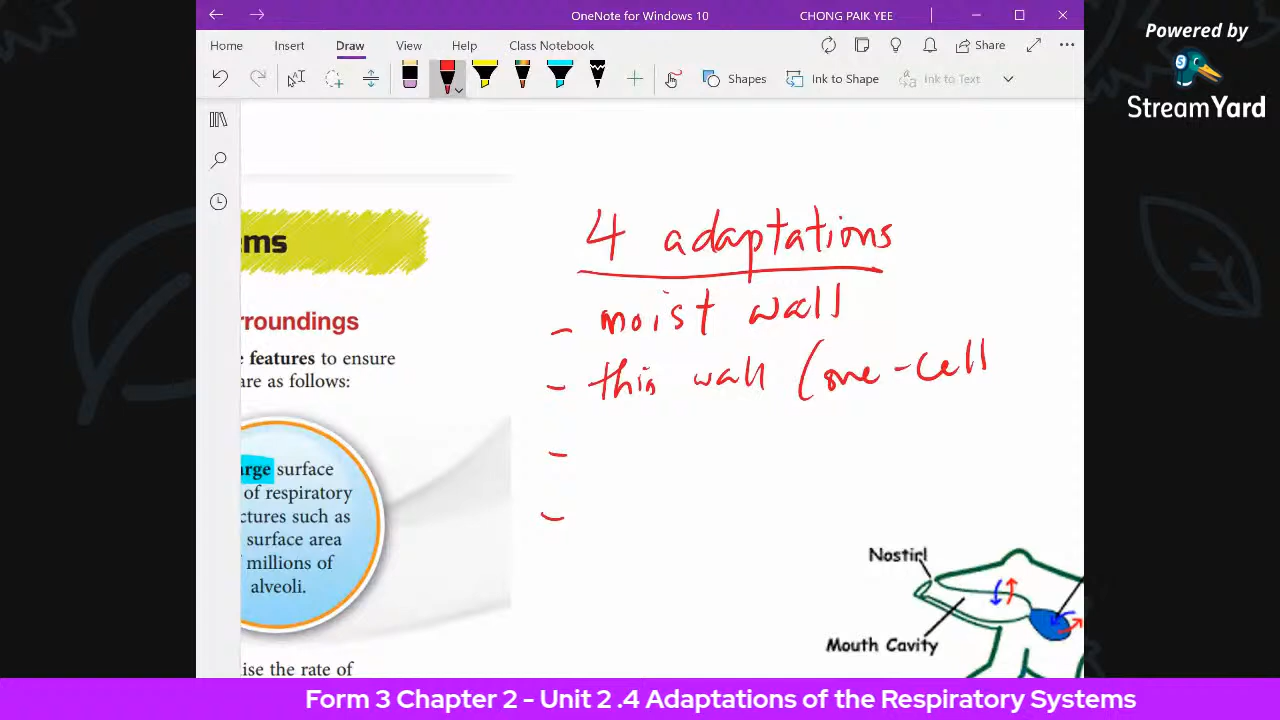 OneNote for Windows 10
CHONG PAIK YEE
Powered by
StreamYard
Home Insert Draw View Help Class Notebook
Share
Shapes Ink to Shape Ink to Text
ems
rroundings
e features to ensure
are as follows:
arge surface
of respiratory
ctures such as
surface area
millions of
alveoli.
ise the rate of
4 adaptations
- moist wall
- thin wall (one-cell
-
-
Nostirl
Mouth Cavity
Form 3 Chapter 2 - Unit 2 .4 Adaptations of the Respiratory Systems